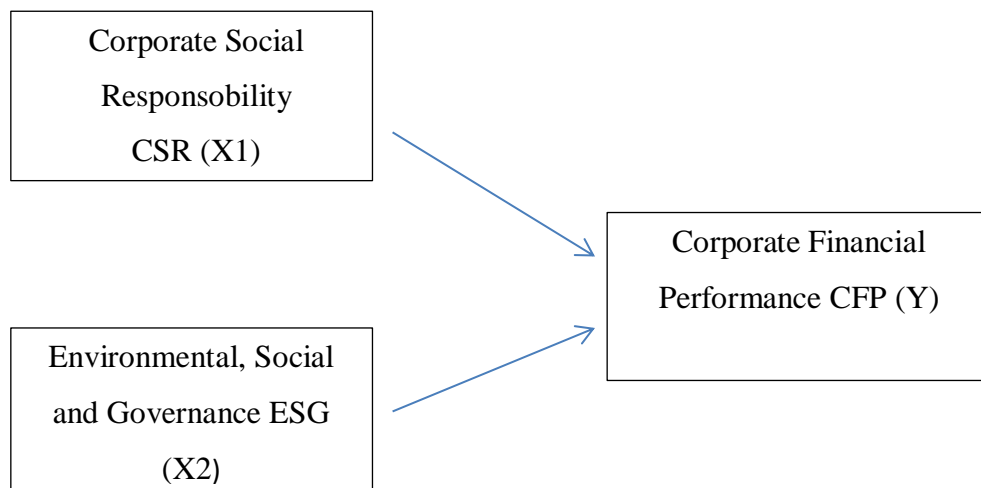 Corporate Social
Responsobility
CSR (X1)
Corporate Financial
Performance CFP (Y)
Environmental, Social
and Governance ESG
(X2)